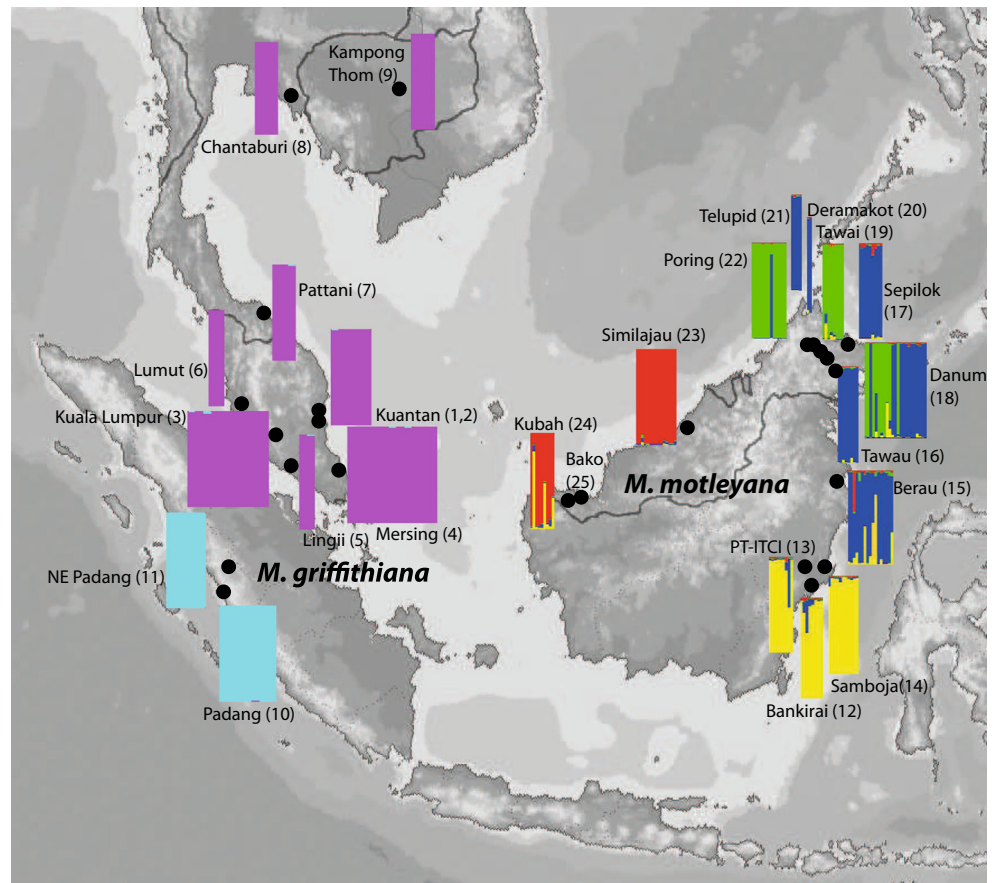 Kampong
Thom (9)
Chantaburi (8)
Telupid (21)
Deramakot (20)
Tawai (19)
Poring (22)
Pattani (7)
Sepilok
(17)
Similajau (23)
Lumut (6)
Danum
(18)
Kuala Lumpur (3)
Kuantan (1,2)
Kubah (24)
Bako
(25)
Tawau (16)
M. motleyana
Berau (15)
Mersing (4)
Lingii (5)
PT-ITCI (13)
M. griffithiana
NE Padang (11)
Samboja(14)
Padang (10)
Bankirai (12)